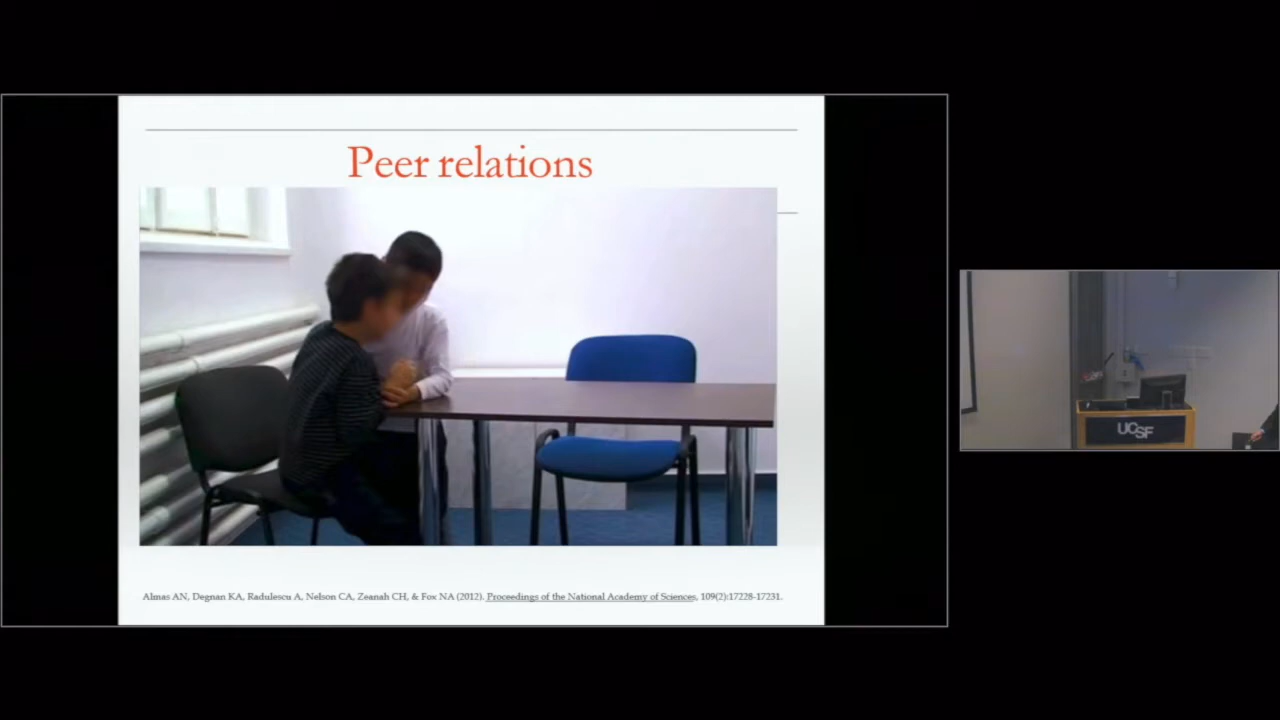 Peer relations
Almas AN, Degnan KA, Radulescu A, Nelson CA, Zeanah CH, & Fox NA (2012). Proceedings of the National Academy of Sciences, 109(2):17228-17231.
UCSF